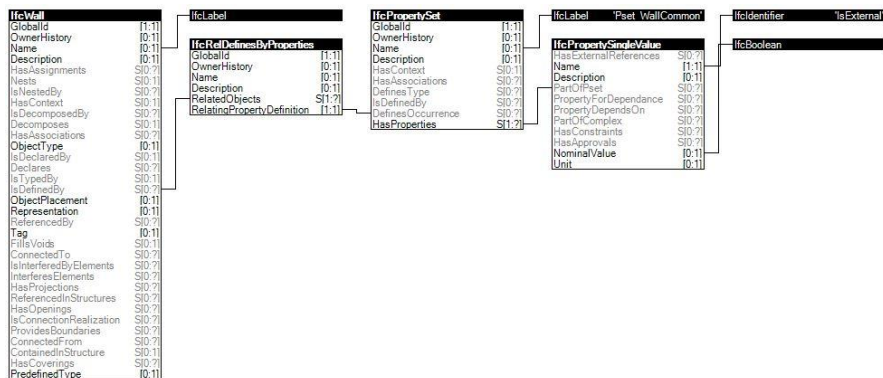 IfcWall
GlobalId [1:1]
OwnerHistory [0:1]
Name [0:1]
Description [0:1]
HasAssignments S[0:?]
Nests S[0:1]
IsNestedBy S[0:?]
HasContext S[0:1]
IsDecomposedBy S[0:?]
Decomposes S[0:1]
HasAssociations S[0:?]
ObjectType [0:1]
IsDeclaredBy S[0:1]
Declares S[0:?]
IsTypedBy S[0:1]
IsDefinedBy S[0:?]
ObjectPlacement [0:1]
Representation [0:1]
ReferencedBy S[0:?]
Tag [0:1]
FillsVoids S[0:1]
ConnectedTo S[0:?]
IsInterferedByElements S[0:?]
InterferesElements S[0:?]
HasProjections S[0:?]
ReferencedInStructures S[0:?]
HasOpenings S[0:?]
IsConnectionRealization S[0:?]
ProvidesBoundaries S[0:?]
ConnectedFrom S[0:?]
ContainedInStructure S[0:1]
HasCoverings S[0:?]
PredefinedType [0:1]
IfcLabel
IfcRelDefinesByProperties
GlobalId [1:1]
OwnerHistory [0:1]
Name [0:1]
Description [0:1]
RelatedObjects S[1:?]
RelatingPropertyDefinition [1:1]
IfcPropertySet
GlobalId [1:1]
OwnerHistory [0:1]
Name [0:1]
Description [0:1]
HasContext S[0:1]
HasAssociations S[0:?]
DefinesType S[0:?]
IsDefinedBy S[0:?]
DefinesOccurrence S[0:?]
HasProperties S[1:?]
IfcLabel 'Pset_WallCommon'
IfcPropertySingleValue
HasExternalReferences S[0:?]
Name [1:1]
Description [0:1]
PartOfPset S[0:?]
PropertyForDependance S[0:?]
PropertyDependsOn S[0:?]
PartOfComplex S[0:?]
HasConstraints S[0:?]
HasApprovals S[0:?]
NominalValue [0:1]
Unit [0:1]
IfcIdentifier 'IsExternal'
IfcBoolean